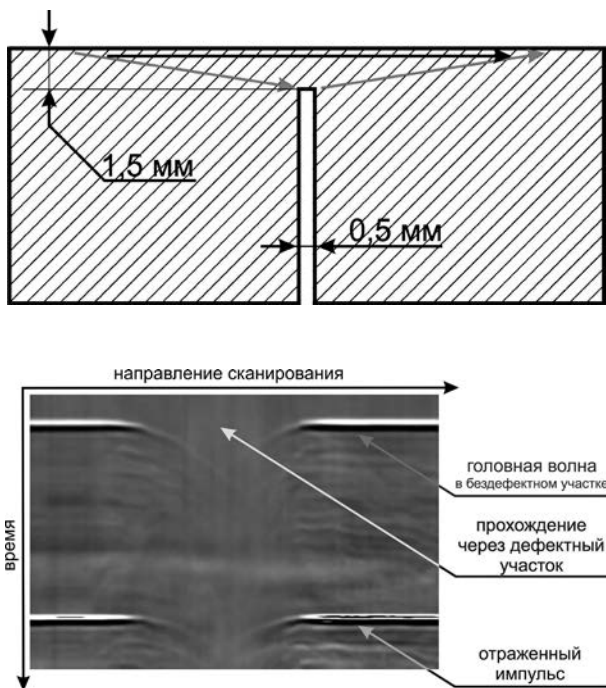 1,5 мм
0,5 мм
направление сканирования
время
головная волна
в бездефектном участке
прохождение
через дефектный
участок
отраженный
импульс